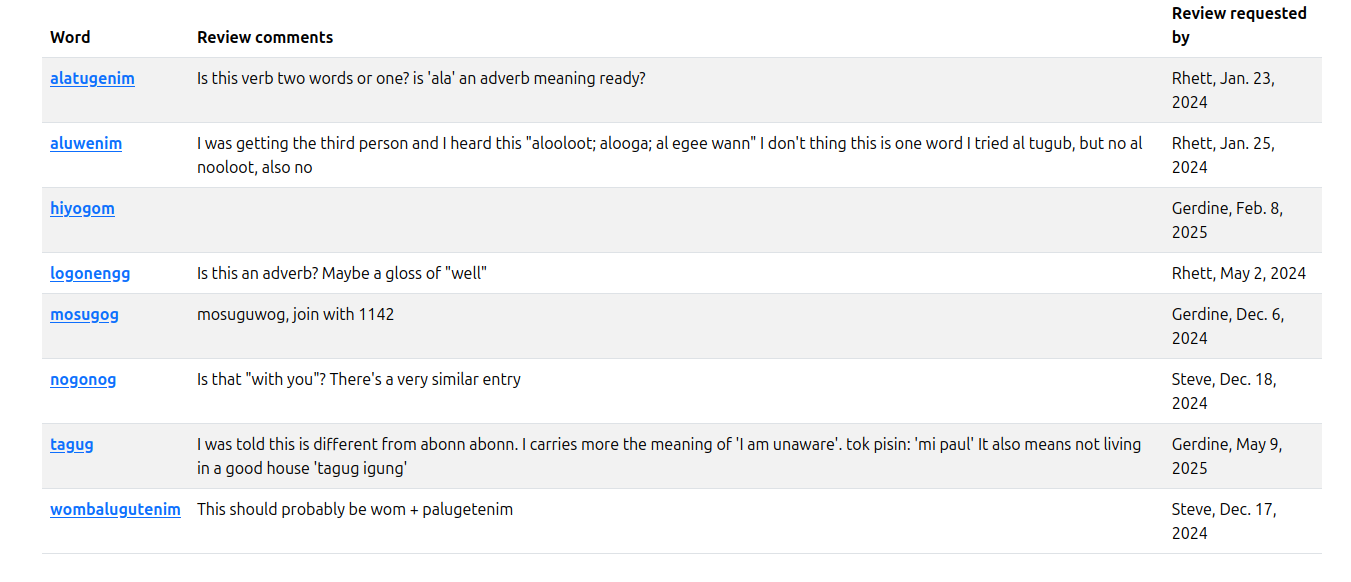 Word Review comments Review requested by
alatugenim Is this verb two words or one? is 'ala' an adverb meaning ready? Rhett, Jan. 23, 2024
aluwenim I was getting the third person and I heard this "alooloot; alooga; al egee wann" I don't thing this is one word I tried al tugub, but no al nooloot, also no Rhett, Jan. 25, 2024
hiyogom Gerdine, Feb. 8, 2025
logonengg Is this an adverb? Maybe a gloss of "well" Rhett, May 2, 2024
mosugog mosuguwog, join with 1142 Gerdine, Dec. 6, 2024
nogonog Is that "with you"? There's a very similar entry Steve, Dec. 18, 2024
tagug I was told this is different from abonn abonn. I carries more the meaning of 'I am unaware'. tok pisin: 'mi paul' It also means not living in a good house 'tagug igung' Gerdine, May 9, 2025
wombalugutenim This should probably be wom + palugetenim Steve, Dec. 17, 2024